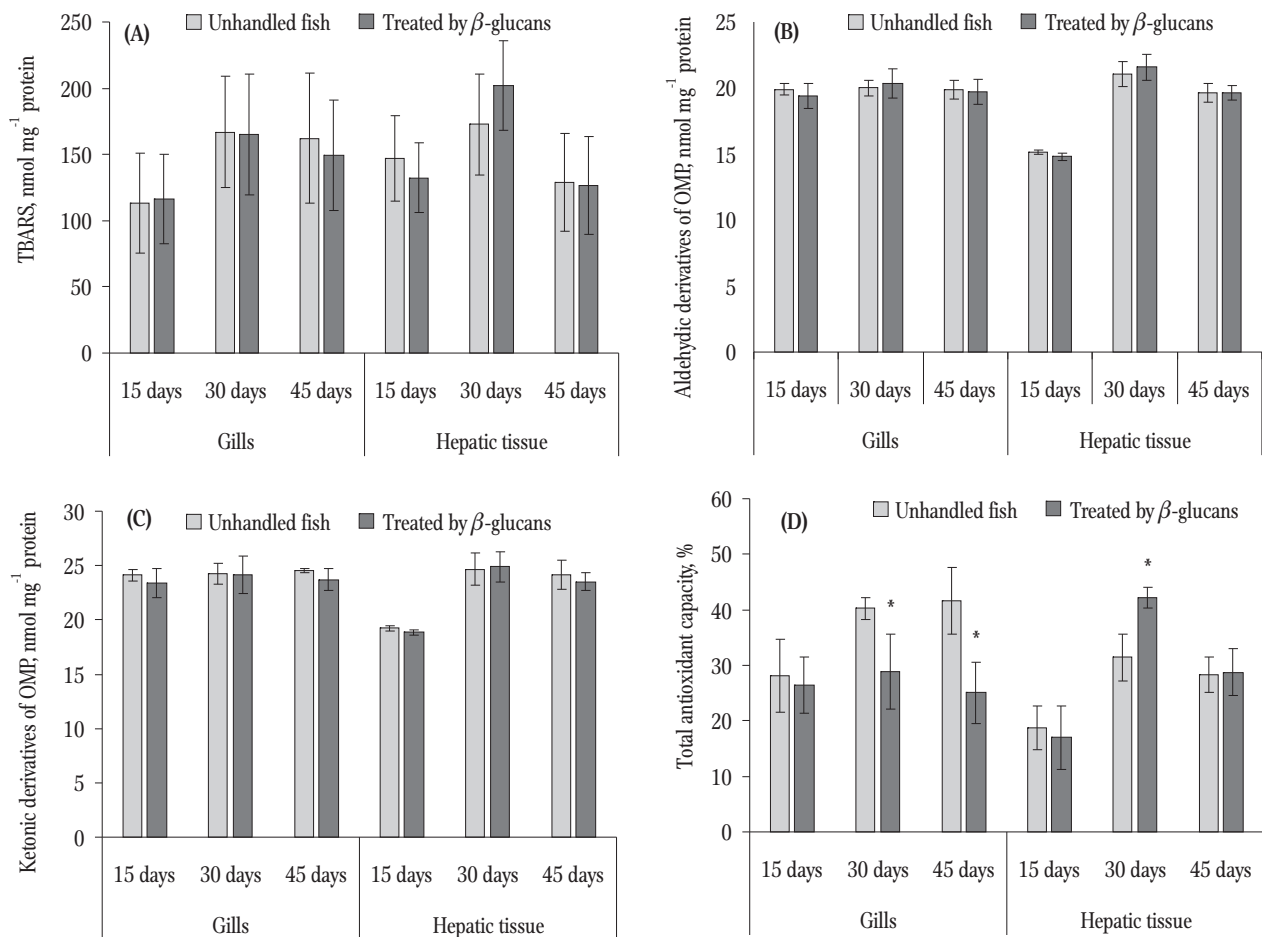 (A)
Unhandled fish Treated by β-glucans
TBARS, nmol mg⁻¹ protein
250
200
150
100
50
0
15 days 30 days 45 days 15 days 30 days 45 days
Gills Hepatic tissue
(B)
Unhandled fish Treated by β-glucans
Aldehydic derivatives of OMP, nmol mg⁻¹ protein
25
20
15
10
5
0
15 days 30 days 45 days 15 days 30 days 45 days
Gills Hepatic tissue
(C)
Unhandled fish Treated by β-glucans
Ketonic derivatives of OMP, nmol mg⁻¹ protein
30
25
20
15
10
5
0
15 days 30 days 45 days 15 days 30 days 45 days
Gills Hepatic tissue
(D)
Unhandled fish Treated by β-glucans
Total antioxidant capacity, %
60
50
40
30
20
10
0
* * *
15 days 30 days 45 days 15 days 30 days 45 days
Gills Hepatic tissue